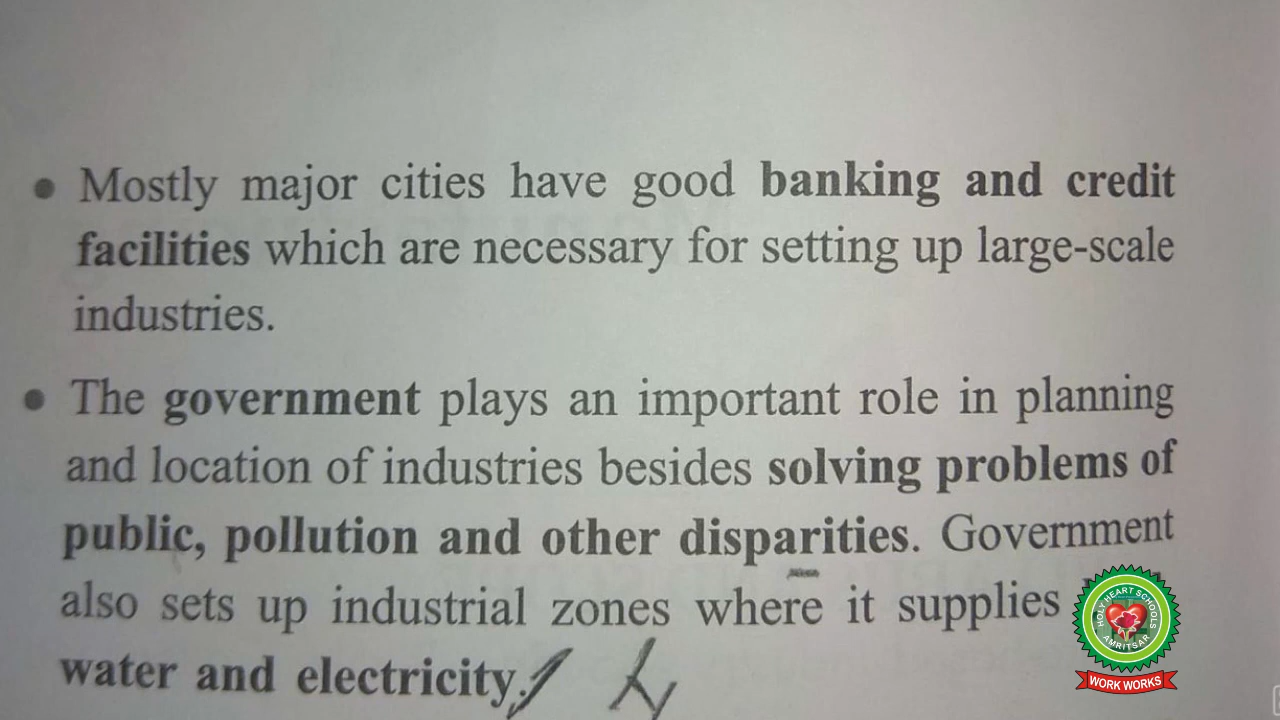 • Mostly major cities have good banking and credit
facilities which are necessary for setting up large-scale
industries.
• The government plays an important role in planning
and location of industries besides solving problems of
public, pollution and other disparities. Government
also sets up industrial zones where it supplies
water and electricity.
HOLY HEART SCHOOLS
AMRITSAR
WORK WORKS